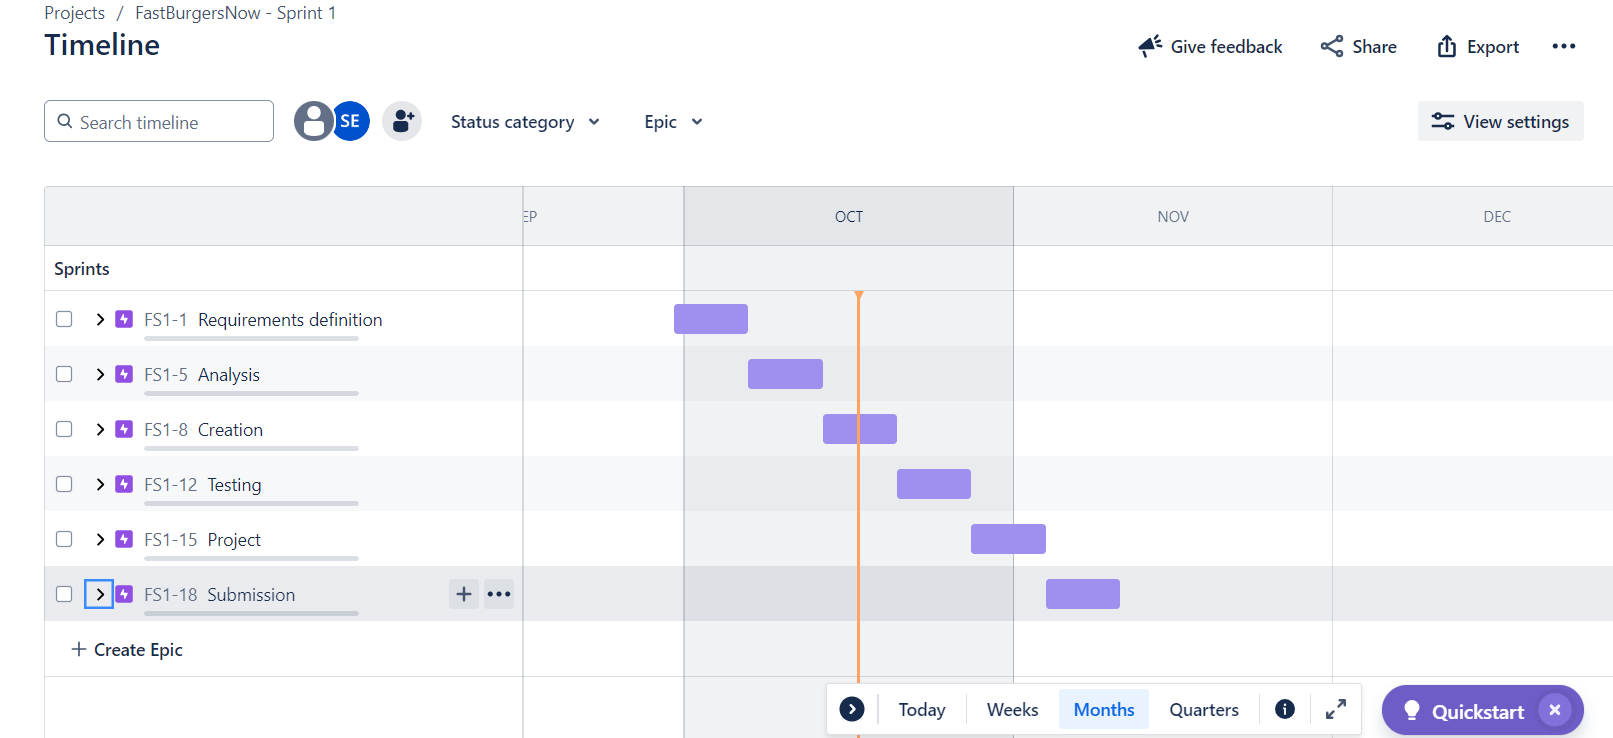 Projects / FastBurgersNow - Sprint 1
Timeline
Give feedback Share Export
Search timeline SE Status category Epic View settings
EP OCT NOV DEC
Sprints
FS1-1 Requirements definition
FS1-5 Analysis
FS1-8 Creation
FS1-12 Testing
FS1-15 Project
FS1-18 Submission
+ Create Epic
Today Weeks Months Quarters Quickstart